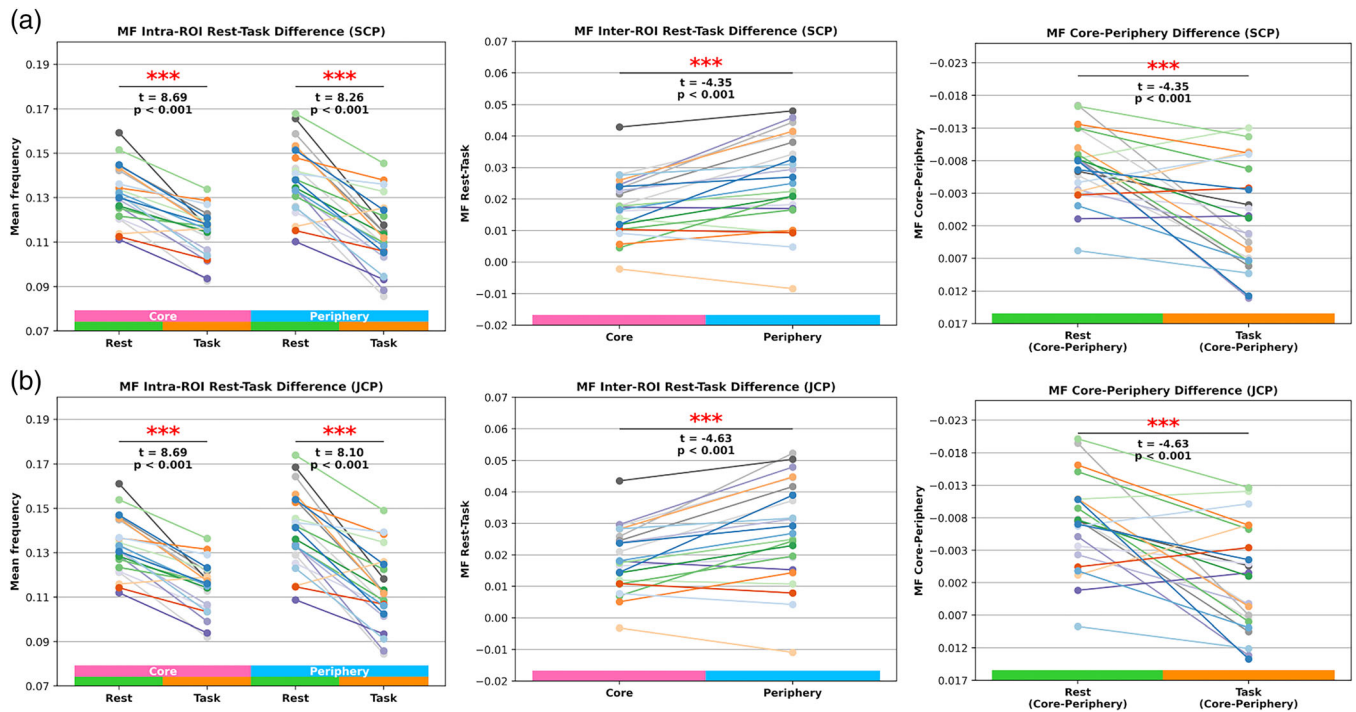 (a)
MF Intra-ROI Rest-Task Difference (SCP)
Mean frequency
0.19
0.17
0.15
0.13
0.11
0.09
0.07
***
t = 8.69
p < 0.001
***
t = 8.26
p < 0.001
Core
Periphery
Rest
Task
Rest
Task
MF Inter-ROI Rest-Task Difference (SCP)
MF Rest-Task
0.07
0.06
0.05
0.04
0.03
0.02
0.01
0.00
−0.01
−0.02
***
t = -4.35
p < 0.001
Core
Periphery
MF Core-Periphery Difference (SCP)
MF Core-Periphery
−0.023
−0.018
−0.013
−0.008
−0.003
0.002
0.007
0.012
0.017
***
t = -4.35
p < 0.001
Rest
(Core-Periphery)
Task
(Core-Periphery)
(b)
MF Intra-ROI Rest-Task Difference (JCP)
Mean frequency
0.19
0.17
0.15
0.13
0.11
0.09
0.07
***
t = 8.69
p < 0.001
***
t = 8.10
p < 0.001
Core
Periphery
Rest
Task
Rest
Task
MF Inter-ROI Rest-Task Difference (JCP)
MF Rest-Task
0.07
0.06
0.05
0.04
0.03
0.02
0.01
0.00
−0.01
−0.02
***
t = -4.63
p < 0.001
Core
Periphery
MF Core-Periphery Difference (JCP)
MF Core-Periphery
−0.023
−0.018
−0.013
−0.008
−0.003
0.002
0.007
0.012
0.017
***
t = -4.63
p < 0.001
Rest
(Core-Periphery)
Task
(Core-Periphery)